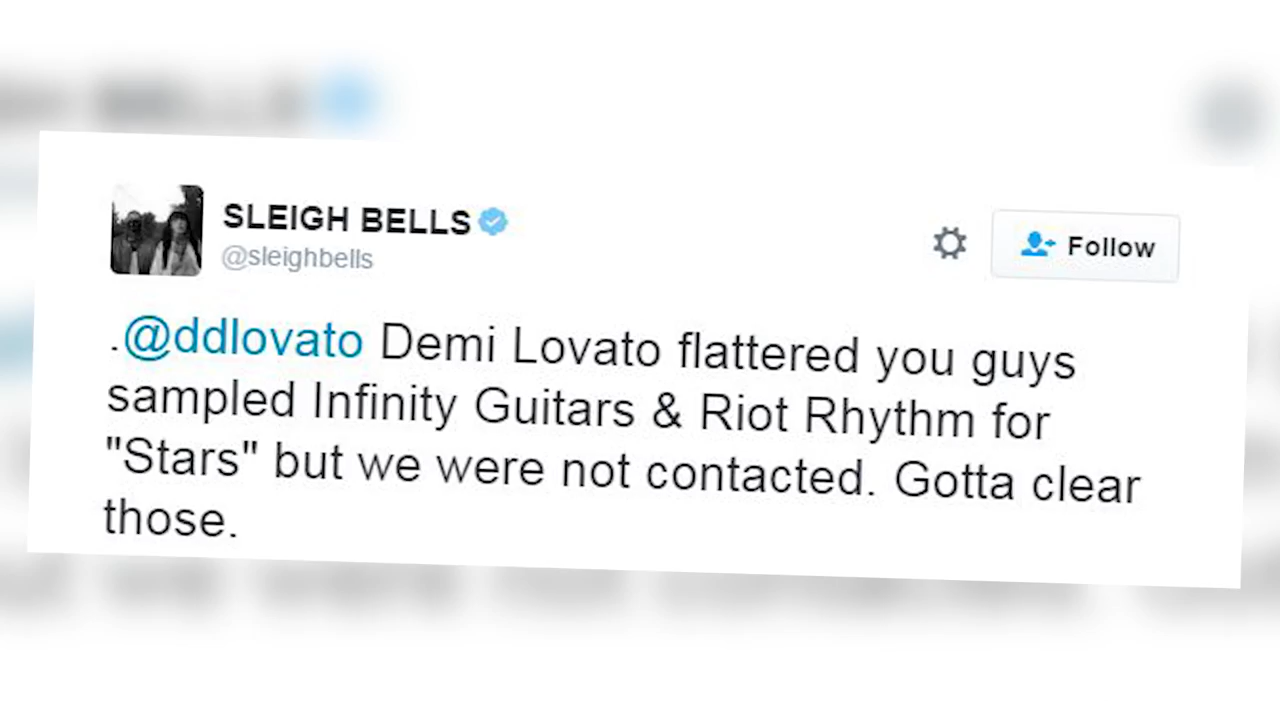 SLEIGH BELLS
@sleighbells
Follow
.@ddlovato Demi Lovato flattered you guys
sampled Infinity Guitars & Riot Rhythm for
"Stars" but we were not contacted. Gotta clear
those.